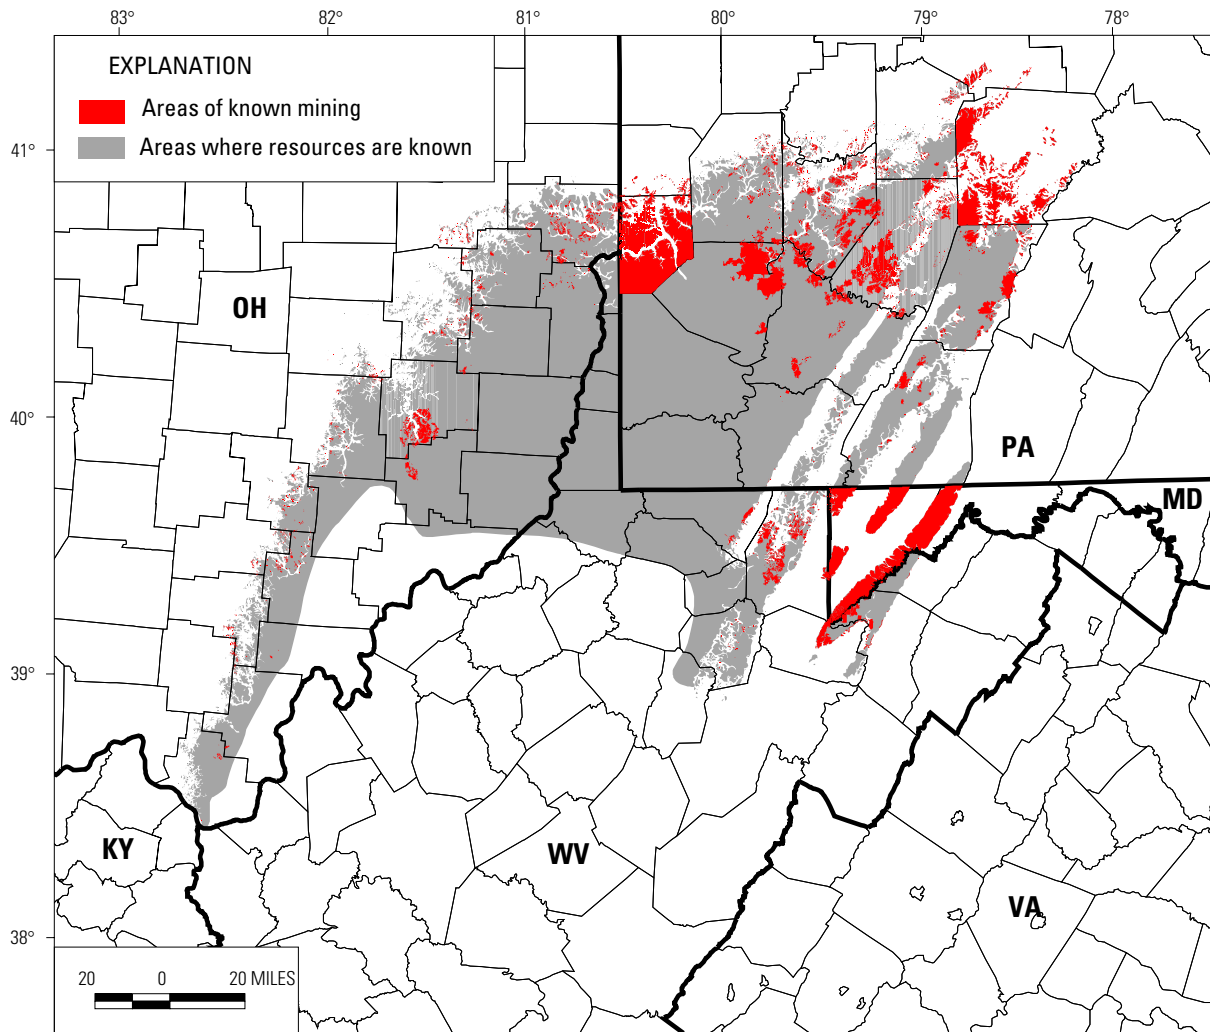 83° 82° 81° 80° 79° 78°
EXPLANATION
Areas of known mining
Areas where resources are known
41°
OH
40°
PA
MD
39°
KY
WV
VA
38°
20 0 20 MILES